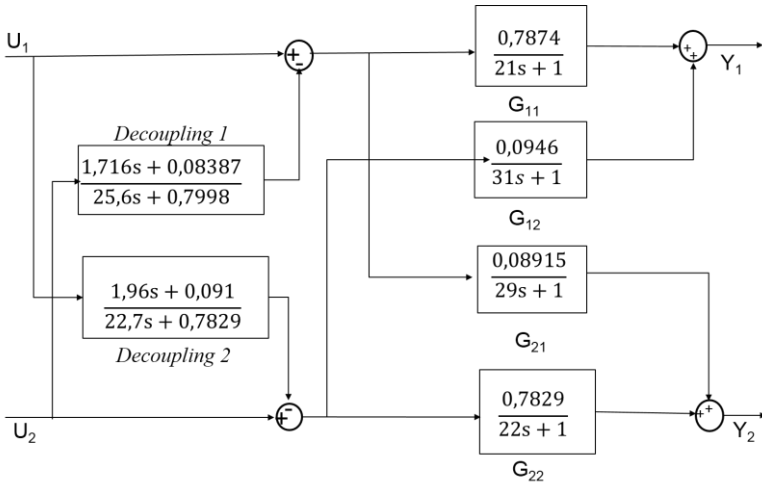 U₁
+
-
0,7874
21s + 1
G₁₁
+
+
Y₁
Decoupling 1
1,716s + 0,08387
25,6s + 0,7998
0,0946
31s + 1
G₁₂
1,96s + 0,091
22,7s + 0,7829
Decoupling 2
0,08915
29s + 1
G₂₁
U₂
-
+
0,7829
22s + 1
G₂₂
+
+
Y₂